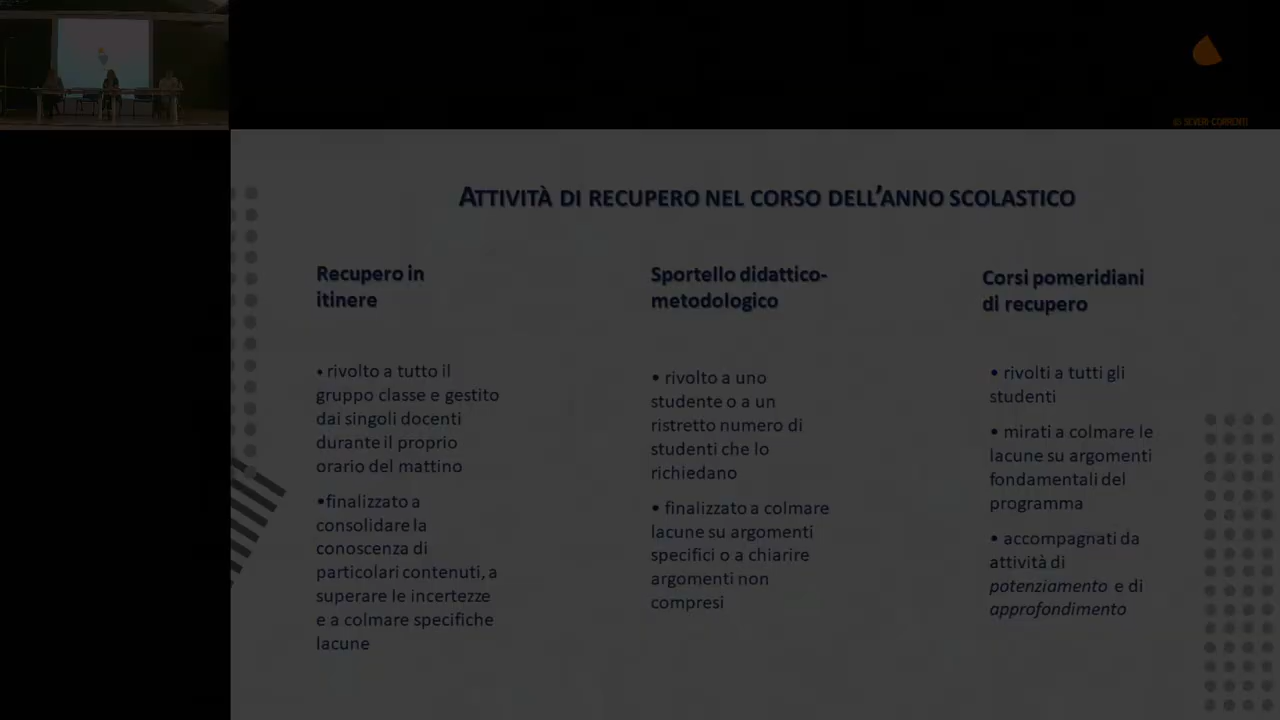 IIS SEVERI CORRENTI
ATTIVITÀ DI RECUPERO NEL CORSO DELL'ANNO SCOLASTICO
Recupero in
itinere
• rivolto a tutto il
gruppo classe e gestito
dai singoli docenti
durante il proprio
orario del mattino
•finalizzato a
consolidare la
conoscenza di
particolari contenuti, a
superare le incertezze
e a colmare specifiche
lacune
Sportello didattico-
metodologico
• rivolto a uno
studente o a un
ristretto numero di
studenti che lo
richiedano
• finalizzato a colmare
lacune su argomenti
specifici o a chiarire
argomenti non
compresi
Corsi pomeridiani
di recupero
• rivolti a tutti gli
studenti
• mirati a colmare le
lacune su argomenti
fondamentali del
programma
• accompagnati da
attività di
potenziamento e di
approfondimento